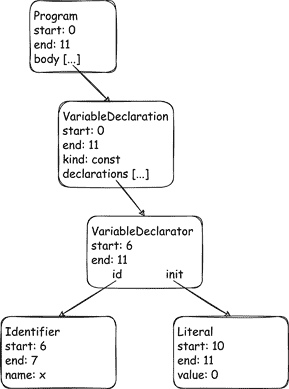 Program
start: 0
end: 11
body [...]
VariableDeclaration
start: 0
end: 11
kind: const
declarations [...]
VariableDeclarator
start: 6
end: 11
id init
Identifier
start: 6
end: 7
name: x
Literal
start: 10
end: 11
value: 0